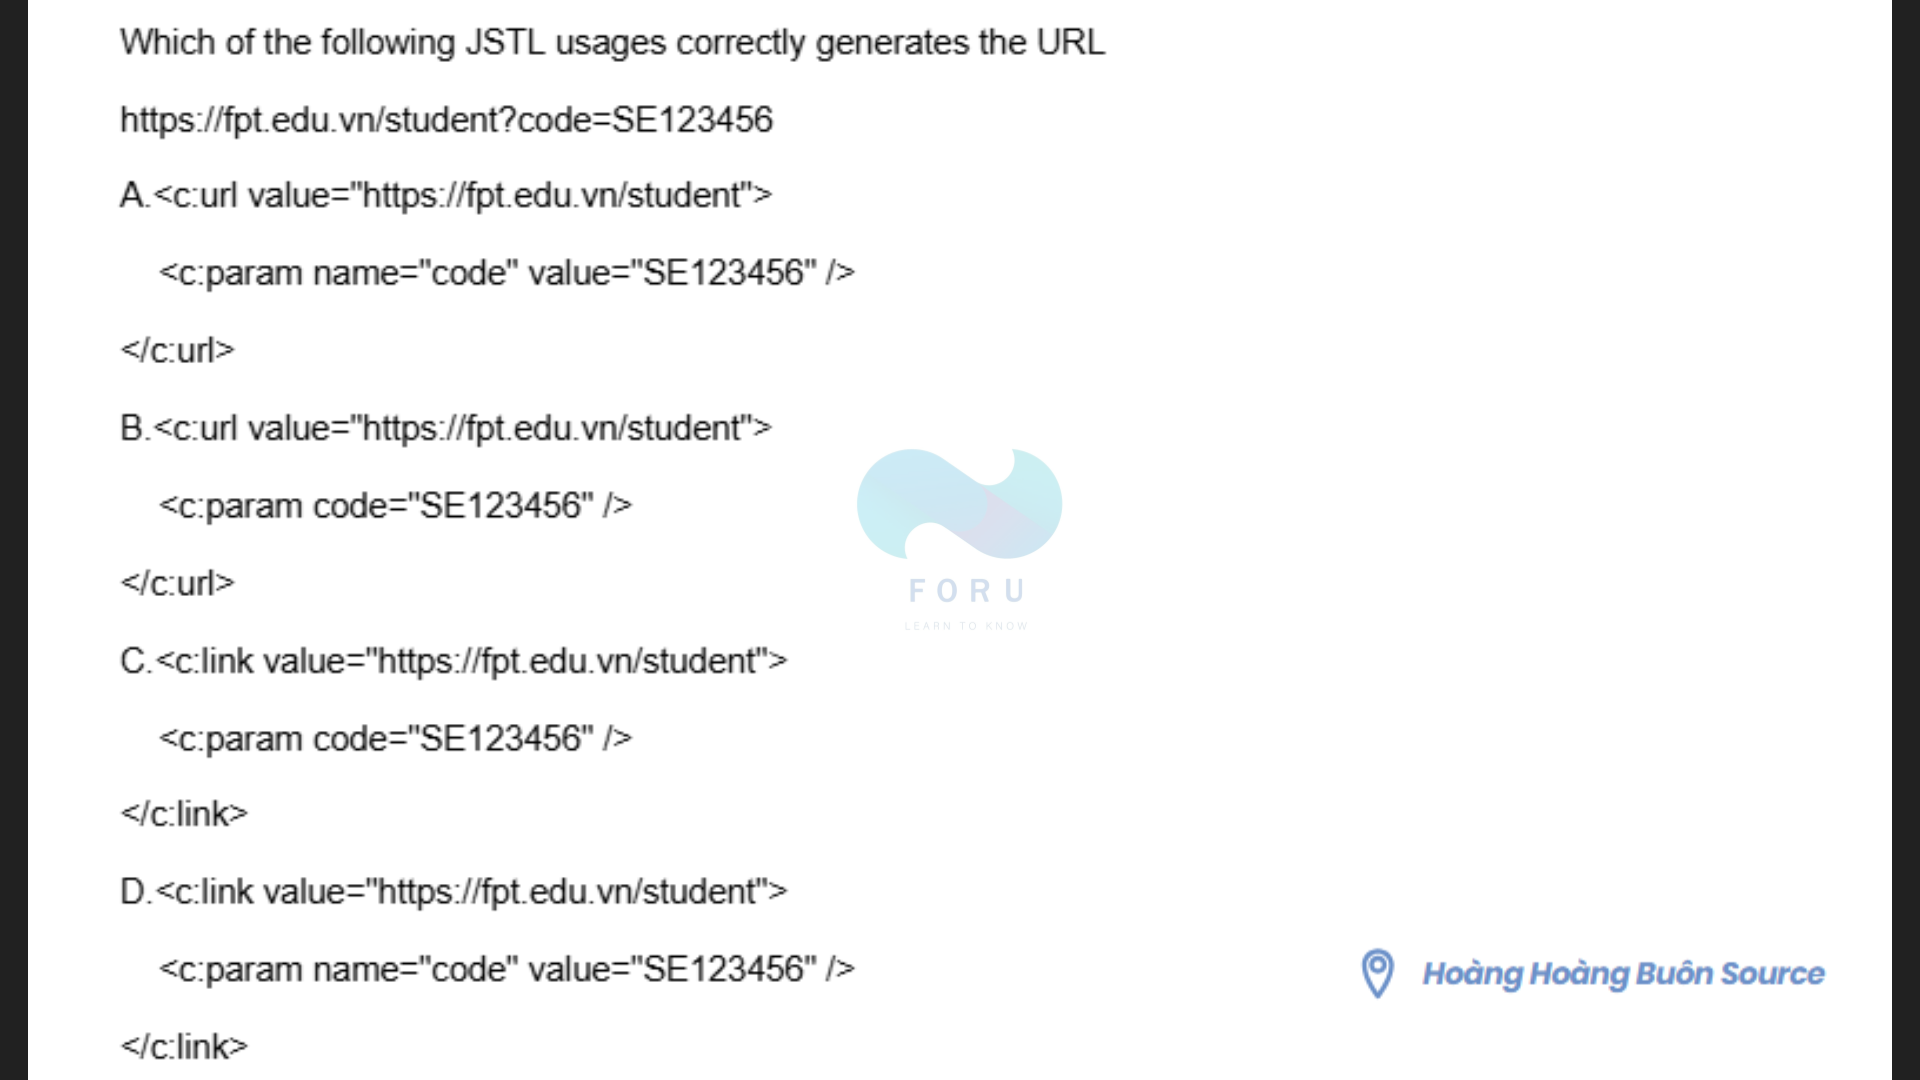 Which of the following JSTL usages correctly generates the URL
https://fpt.edu.vn/student?code=SE123456
A.<c:url value="https://fpt.edu.vn/student">
<c:param name="code" value="SE123456" />
</c:url>
B.<c:url value="https://fpt.edu.vn/student">
<c:param code="SE123456" />
</c:url>
C.<c:link value="https://fpt.edu.vn/student">
<c:param code="SE123456" />
</c:link>
D.<c:link value="https://fpt.edu.vn/student">
<c:param name="code" value="SE123456" />
</c:link>
FORU
LEARN TO KNOW
Hoàng Hoàng Buôn Source